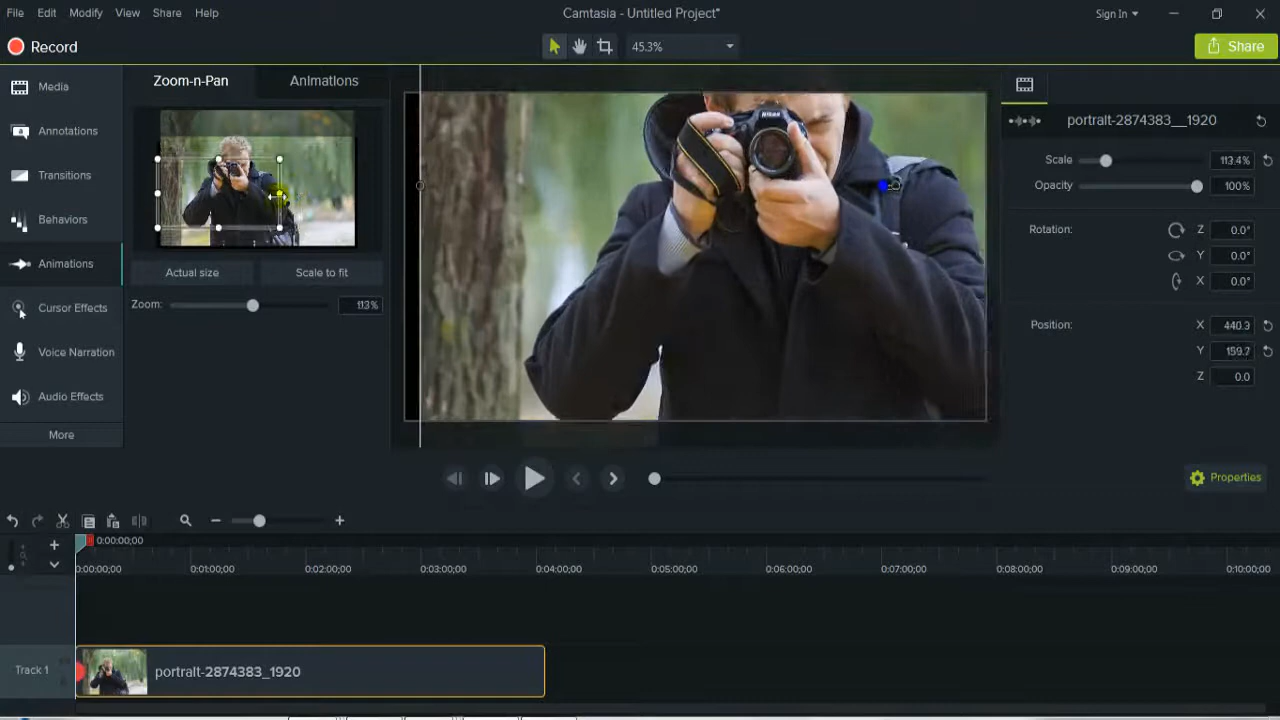 File Edit Modify View Share Help Camtasia - Untitled Project* Sign In
Record 45.3% Share
Media
Annotations
Transitions
Behaviors
Animations
Cursor Effects
Voice Narration
Audio Effects
More
Zoom-n-Pan Animations
Actual size Scale to fit
Zoom: 113%
Nikon
portrait-2874383__1920
Scale 113.4%
Opacity 100%
Rotation: Z 0.0°
Y 0.0°
X 0.0°
Position: X 440.3
Y 159.7
Z 0.0
Properties
0:00:00;00
0:00:00;00 0:01:00;00 0:02:00;00 0:03:00;00 0:04:00;00 0:05:00;00 0:06:00;00 0:07:00;00 0:08:00;00 0:09:00;00 0:10:00;00
Track 1 portrait-2874383_1920